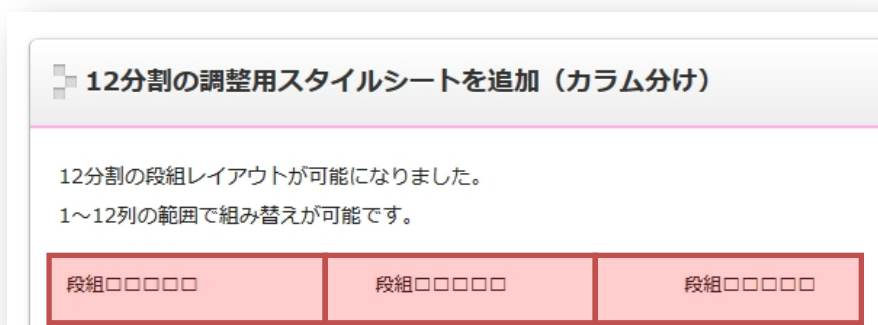 12分割の調整用スタイルシートを追加（カラム分け）
12分割の段組レイアウトが可能になりました。
1～12列の範囲で組み替えが可能です。
段組□□□□□ 段組□□□□□ 段組□□□□□